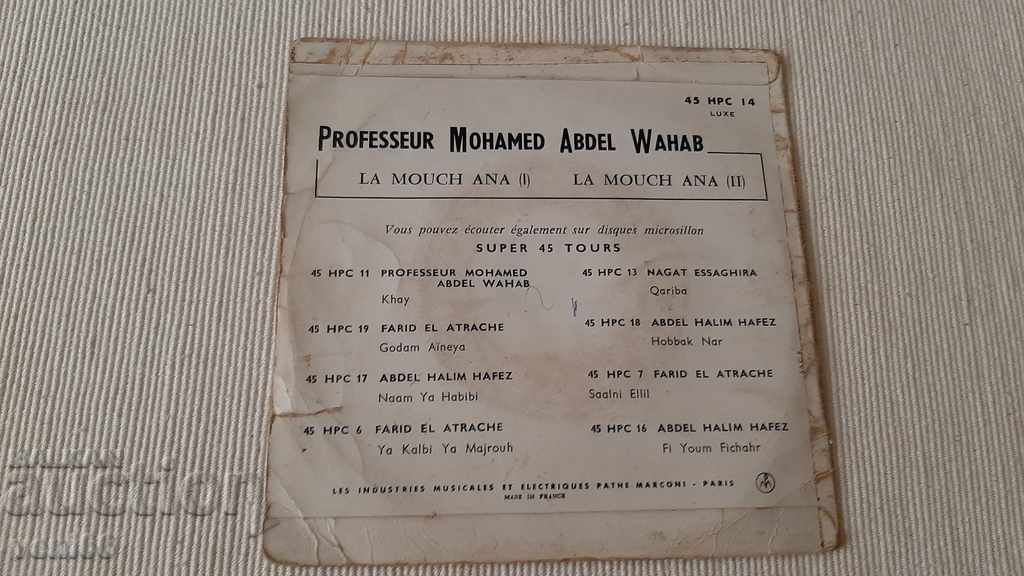 45 HPC 14
LUXE
PROFESSEUR MOHAMED ABDEL WAHAB
LA MOUCH ANA (I) LA MOUCH ANA (II)
Vous pouvez écouter également sur disques microsillon
SUPER 45 TOURS
45 HPC 11 PROFESSEUR MOHAMED
ABDEL WAHAB
Khay
45 HPC 19 FARID EL ATRACHE
Godam Aïneya
45 HPC 17 ABDEL HALIM HAFEZ
Naam Ya Habibi
45 HPC 6 FARID EL ATRACHE
Ya Kalbi Ya Majrouh
45 HPC 13 NAGAT ESSAGHIRA
Qariba
45 HPC 18 ABDEL HALIM HAFEZ
Hobbak Nar
45 HPC 7 FARID EL ATRACHE
Saalni Ellil
45 HPC 16 ABDEL HALIM HAFEZ
Fi Youm Fichahr
LES INDUSTRIES MUSICALES ET ELECTRIQUES PATHE MARCONI - PARIS
MADE IN FRANCE
BALKAN
auction